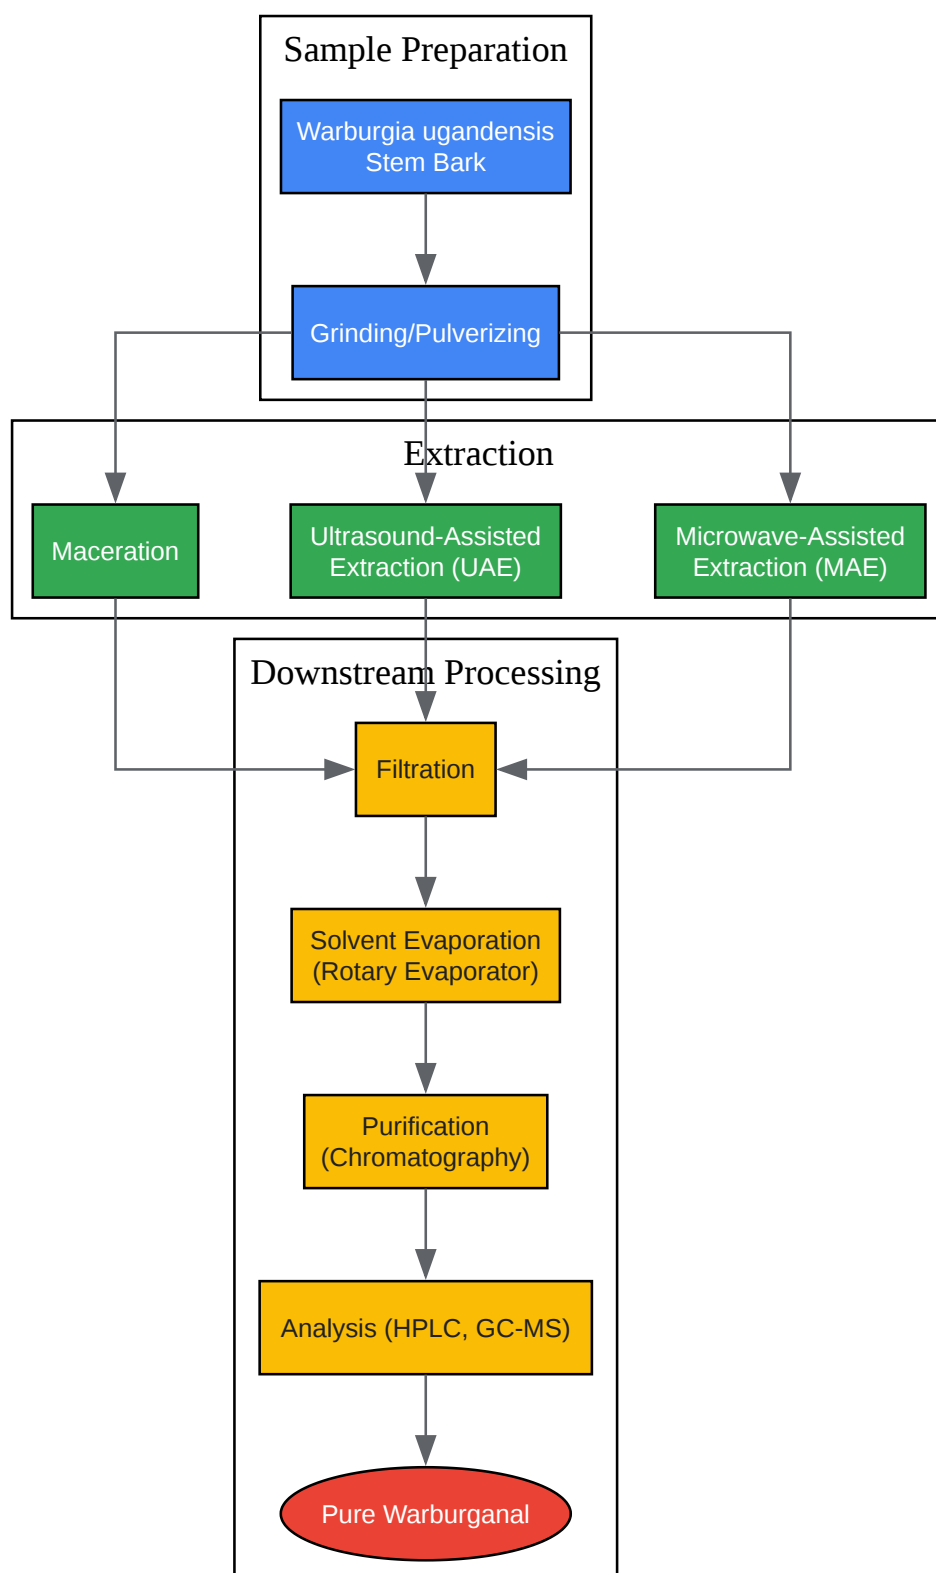 Sample Preparation
Warburgia ugandensis
Stem Bark
Grinding/Pulverizing
Extraction
Maceration
Ultrasound-Assisted
Extraction (UAE)
Microwave-Assisted
Extraction (MAE)
Downstream Processing
Filtration
Solvent Evaporation
(Rotary Evaporator)
Purification
(Chromatography)
Analysis (HPLC, GC-MS)
Pure Warburganal